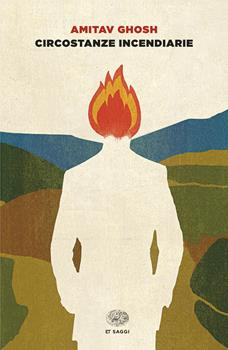 AMITAV GHOSH
CIRCOSTANZE INCENDIARIE
ET SAGGI